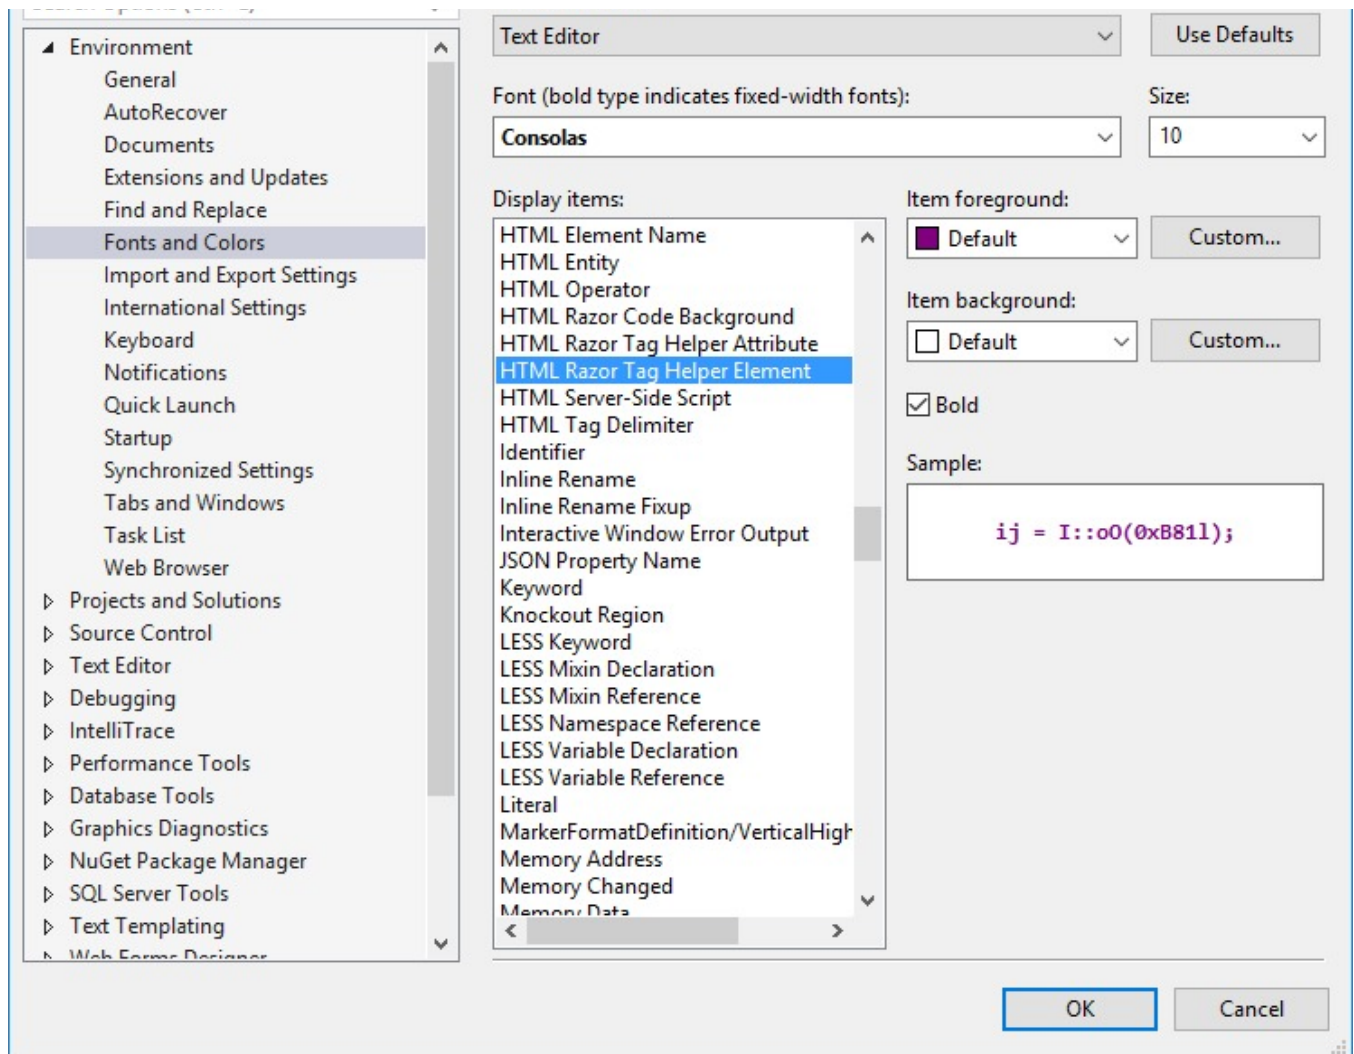 Environment
General
AutoRecover
Documents
Extensions and Updates
Find and Replace
Fonts and Colors
Import and Export Settings
International Settings
Keyboard
Notifications
Quick Launch
Startup
Synchronized Settings
Tabs and Windows
Task List
Web Browser
Projects and Solutions
Source Control
Text Editor
Debugging
IntelliTrace
Performance Tools
Database Tools
Graphics Diagnostics
NuGet Package Manager
SQL Server Tools
Text Templating
Web Forms Designer
Text Editor
Use Defaults
Font (bold type indicates fixed-width fonts):
Size:
Consolas
10
Display items:
HTML Element Name
HTML Entity
HTML Operator
HTML Razor Code Background
HTML Razor Tag Helper Attribute
HTML Razor Tag Helper Element
HTML Server-Side Script
HTML Tag Delimiter
Identifier
Inline Rename
Inline Rename Fixup
Interactive Window Error Output
JSON Property Name
Keyword
Knockout Region
LESS Keyword
LESS Mixin Declaration
LESS Mixin Reference
LESS Namespace Reference
LESS Variable Declaration
LESS Variable Reference
Literal
MarkerFormatDefinition/VerticalHigh
Memory Address
Memory Changed
Memory Data
Item foreground:
Default
Custom...
Item background:
Default
Custom...
Bold
Sample:
ij = I::oO(0xB81l);
OK
Cancel